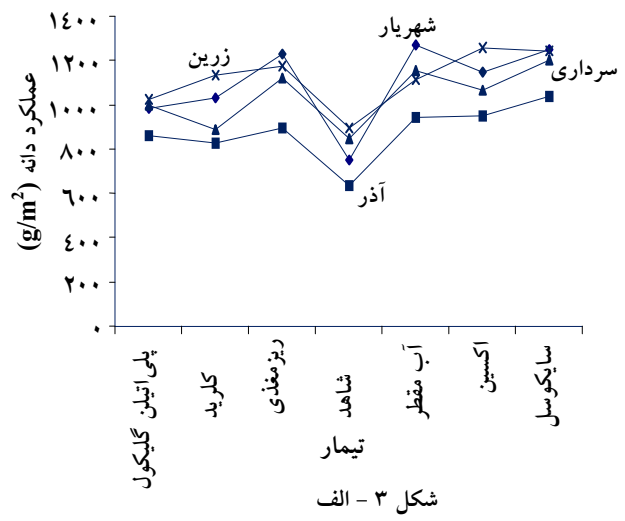 عملکرد دانه (g/m²)
۱۴۰۰
۱۲۰۰
۱۰۰۰
۸۰۰
۶۰۰
۴۰۰
۲۰۰
۰
زرین
شهریار
سرداری
آذر
پلی‌اتیلن گلیکول
کلرید
ریزمغذی
شاهد
آب مقطر
اکسین
سایکوسل
تیمار
شکل ۳ - الف